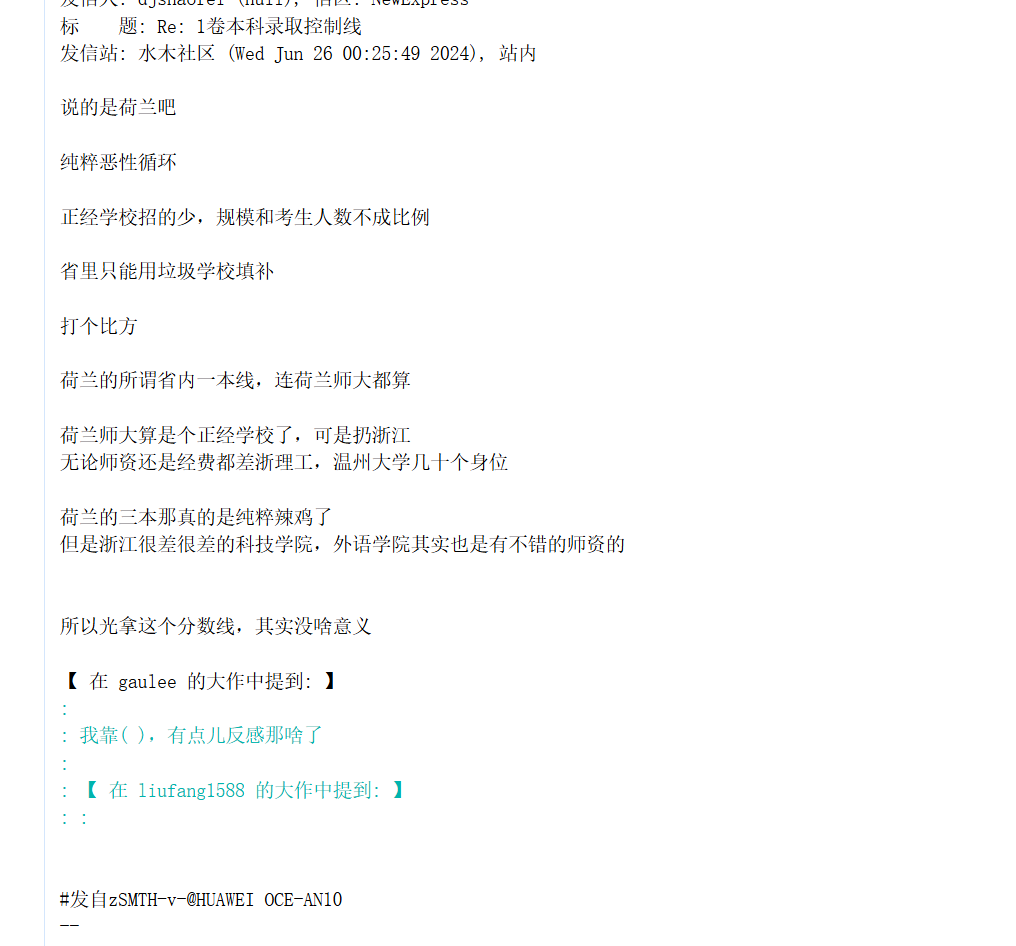 发信人: djshaorei (null), 信区: NewExpress
标    题: Re: 1卷本科录取控制线
发信站: 水木社区 (Wed Jun 26 00:25:49 2024), 站内
说的是荷兰吧
纯粹恶性循环
正经学校招的少，规模和考生人数不成比例
省里只能用垃圾学校填补
打个比方
荷兰的所谓省内一本线，连荷兰师大都算
荷兰师大算是个正经学校了，可是扔浙江
无论师资还是经费都差浙理工，温州大学几十个身位
荷兰的三本那真的是纯粹辣鸡了
但是浙江很差很差的科技学院，外语学院其实也是有不错的师资的
所以光拿这个分数线，其实没啥意义
【 在 gaulee 的大作中提到: 】
:
: 我靠( )，有点儿反感那啥了
:
: 【 在 liufang1588 的大作中提到: 】
: :
#发自zSMTH-v-@HUAWEI OCE-AN10
--